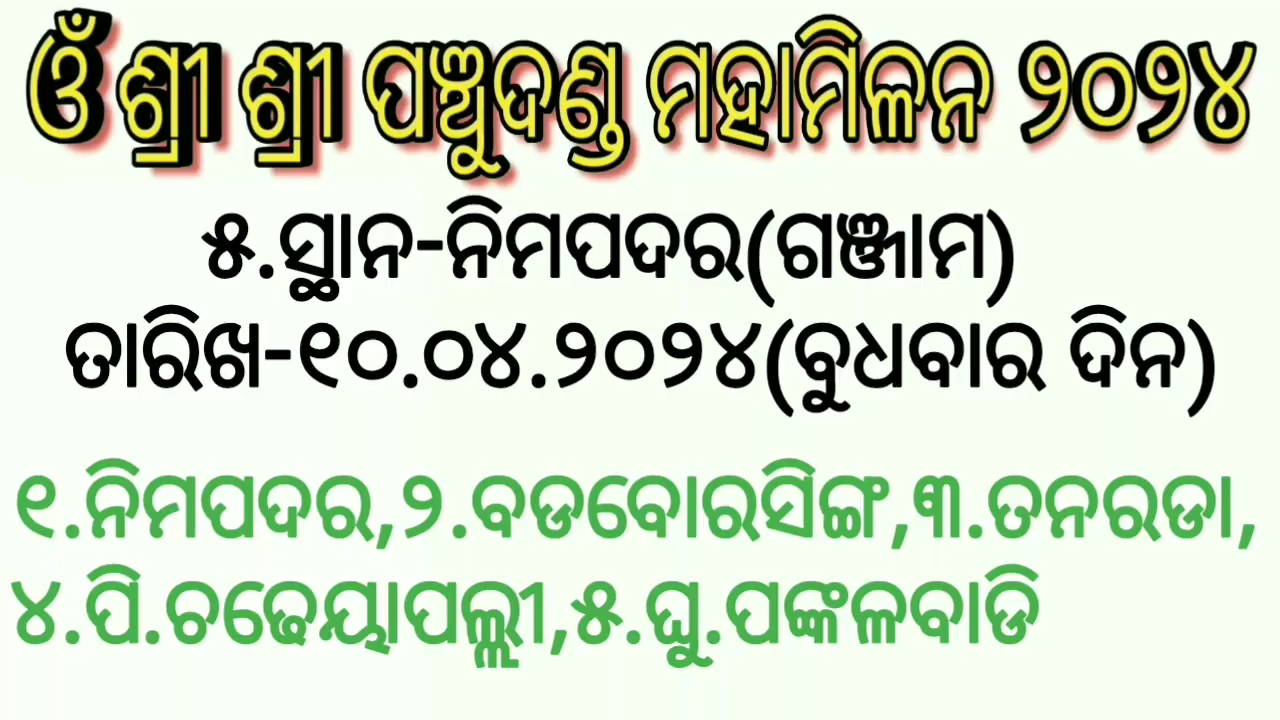 ଓଁ ଶ୍ରୀ ଶ୍ରୀ ପଞ୍ଚୁଦଣ୍ଡ ମହାମିଳନ ୨୦୨୪
୫.ସ୍ଥାନ-ନିମପଦର(ଗଞ୍ଜାମ)
ତାରିଖ-୧୦.୦୪.୨୦୨୪(ବୁଧବାର ଦିନ)
୧.ନିମପଦର,୨.ବଡବୋରସିଙ୍ଗ,୩.ତନରଡା,
୪.ପି.ଚଢେୟାପଲ୍ଲୀ,୫.ଘୁ.ପଙ୍କଳବାଡି